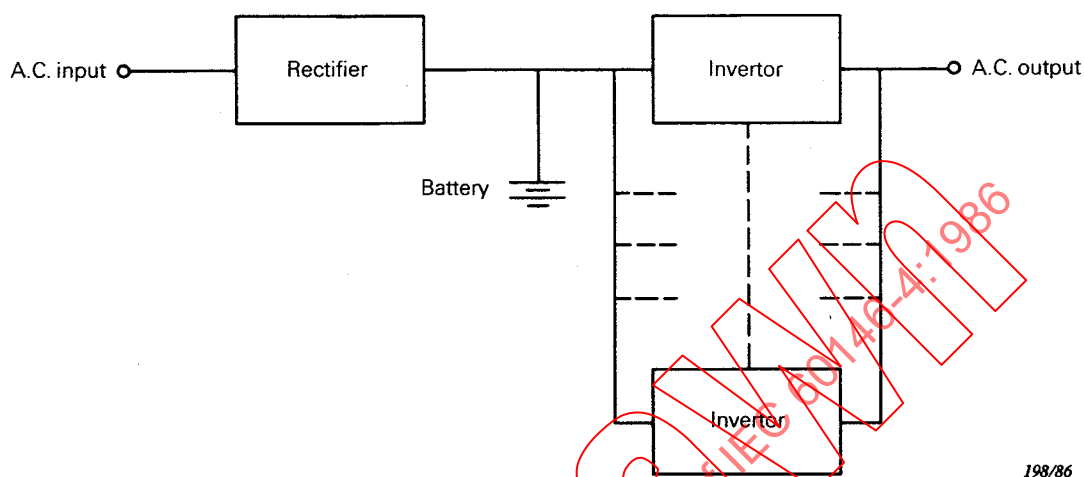 A.C. input
Rectifier
Invertor
A.C. output
Battery
Invertor
f IEC 60146-4:1986
198/86